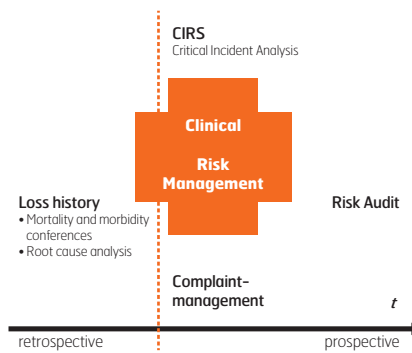 CIRS
Critical Incident Analysis
Clinical
Risk
Management
Loss history
• Mortality and morbidity
conferences
• Root cause analysis
Risk Audit
Complaint-
management
t
retrospective
prospective